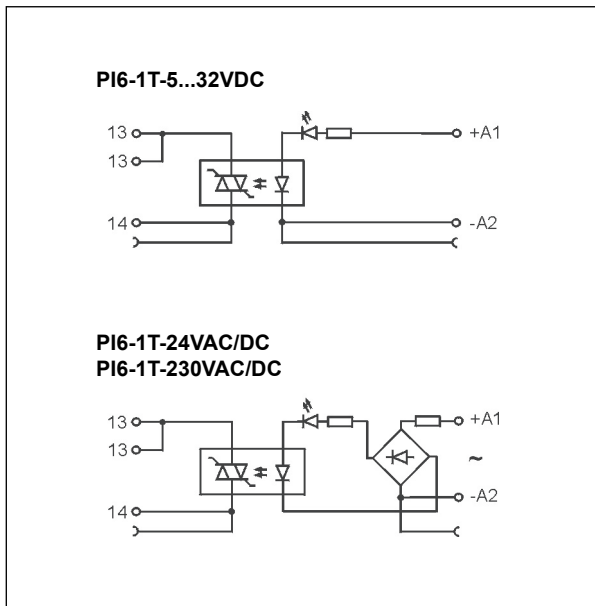 PI6-1T-5...32VDC
13
+A1
13
14
-A2
PI6-1T-24VAC/DC
PI6-1T-230VAC/DC
13
+A1
13
~
-A2
14